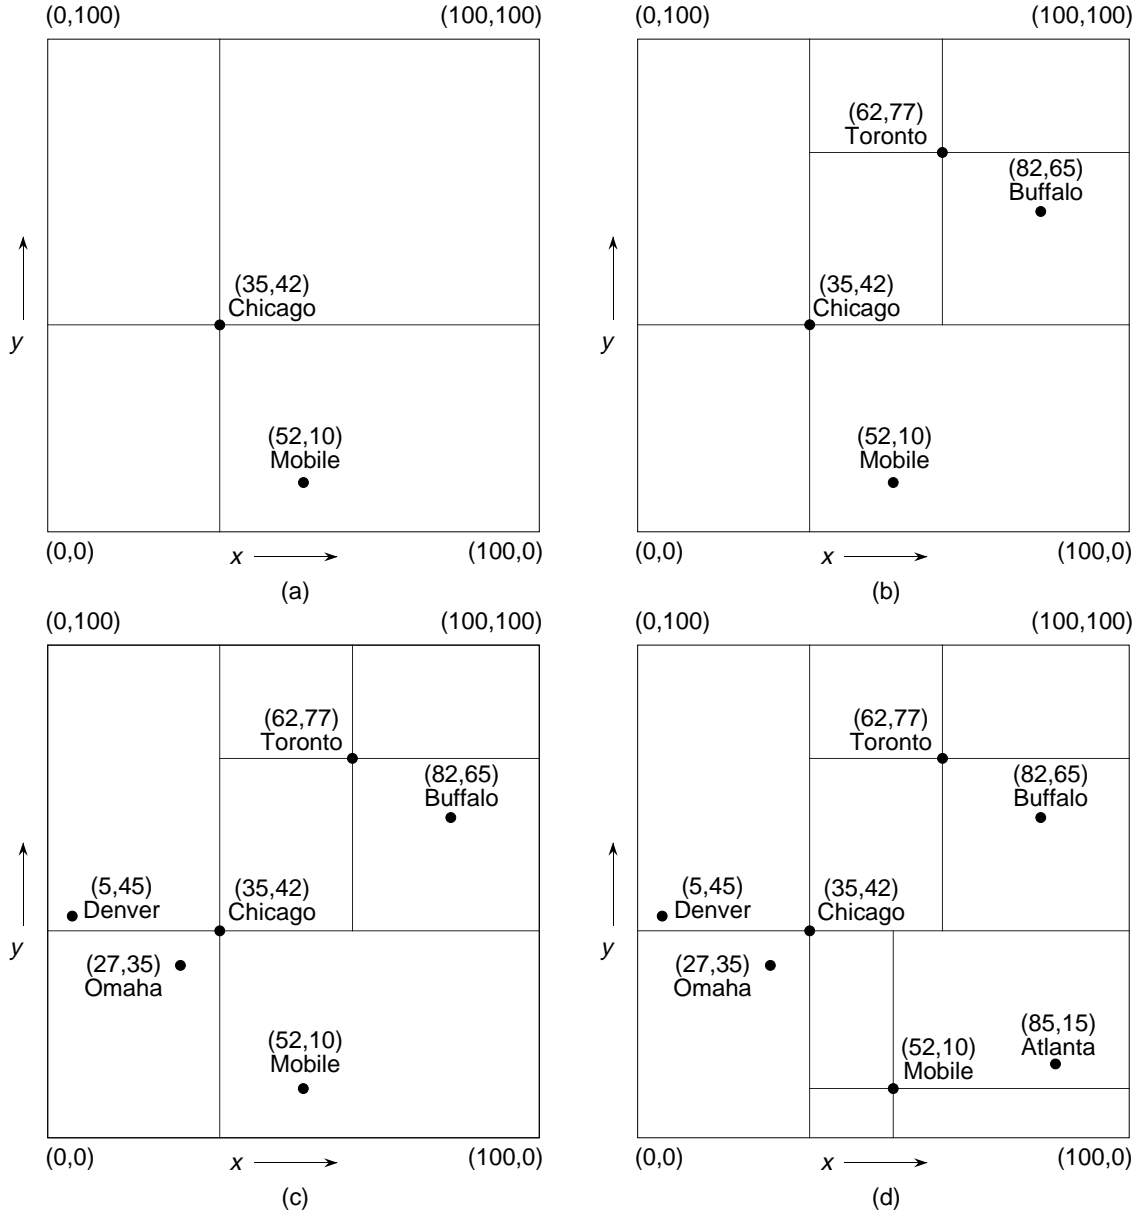 (0,100) (100,100)
(35,42)
Chicago
y
(52,10)
Mobile
(0,0) x (100,0)
(a)
(0,100) (100,100)
(62,77)
Toronto
(82,65)
Buffalo
(35,42)
Chicago
y
(52,10)
Mobile
(0,0) x (100,0)
(b)
(0,100) (100,100)
(62,77)
Toronto
(82,65)
Buffalo
(5,45)
Denver
(35,42)
Chicago
y
(27,35)
Omaha
(52,10)
Mobile
(0,0) x (100,0)
(c)
(0,100) (100,100)
(62,77)
Toronto
(82,65)
Buffalo
(5,45)
Denver
(35,42)
Chicago
y
(27,35)
Omaha
(85,15)
Atlanta
(52,10)
Mobile
(0,0) x (100,0)
(d)